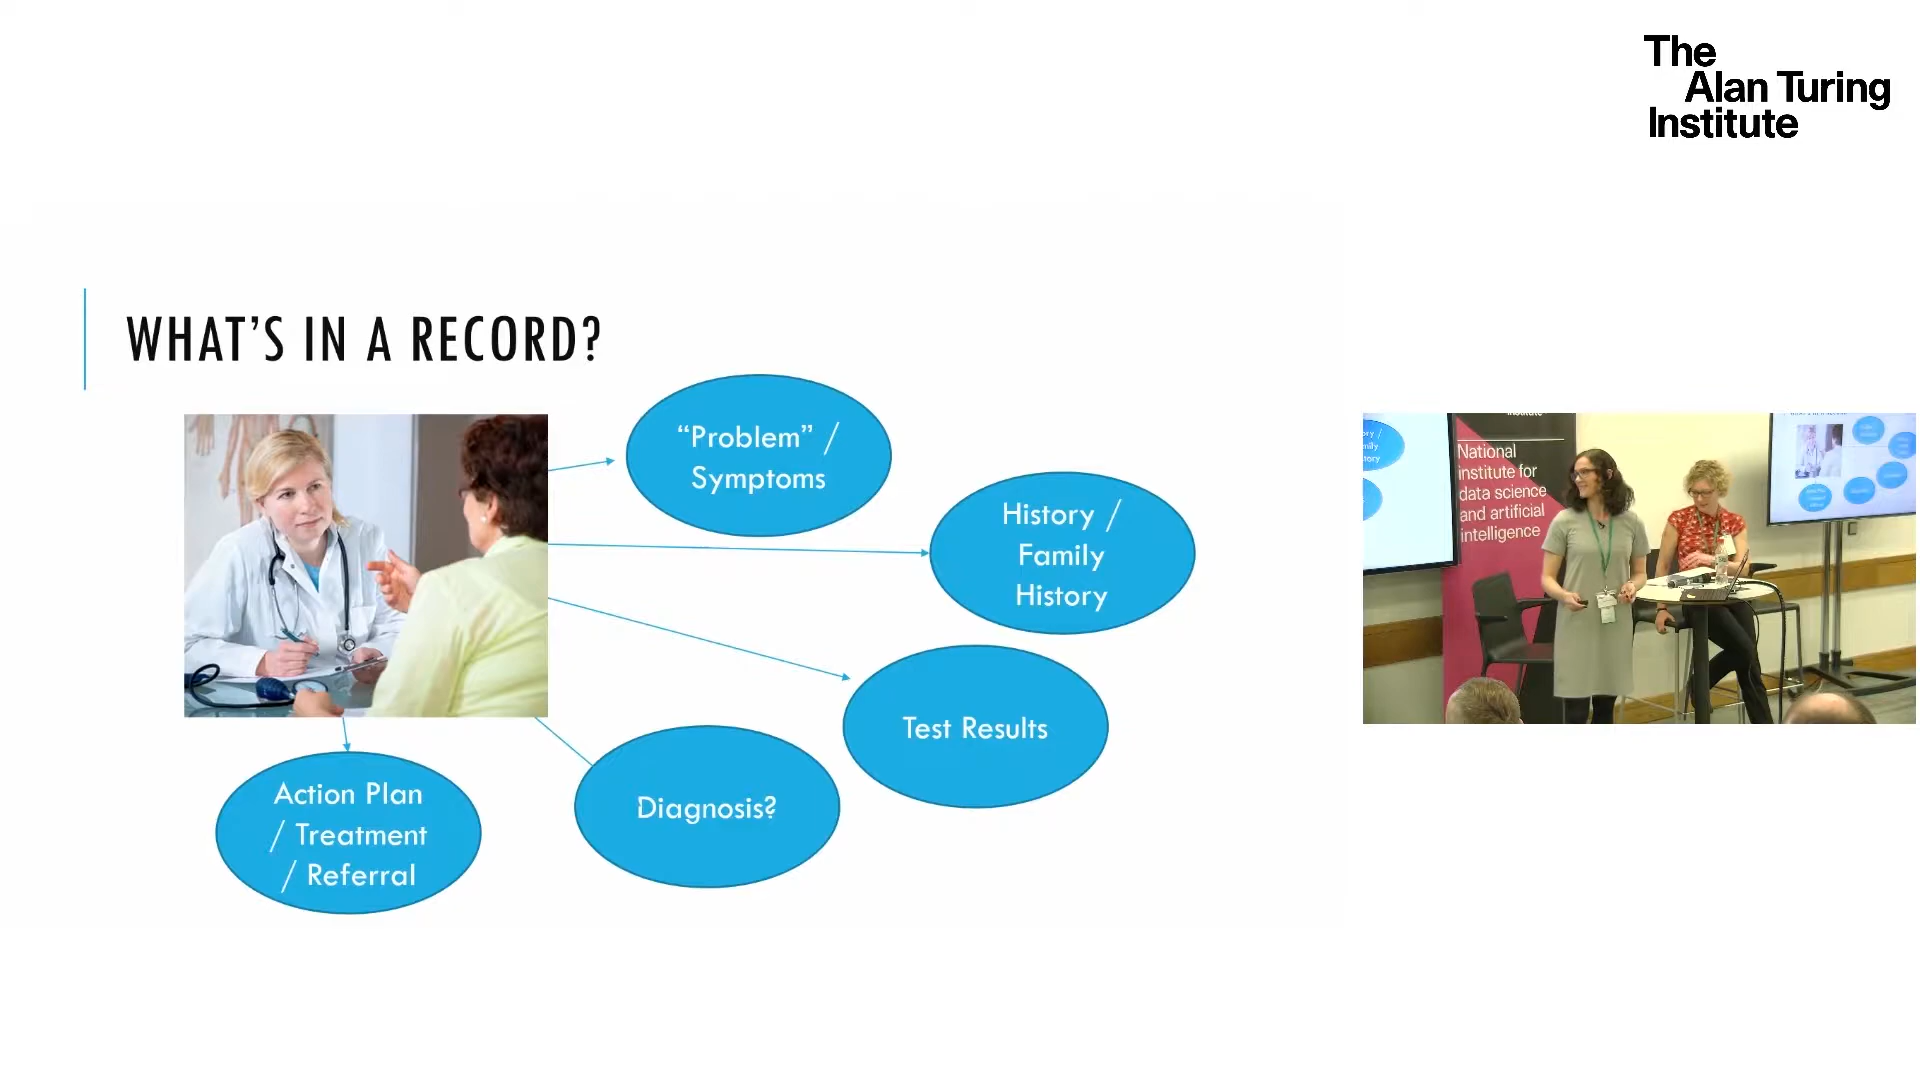 The
Alan Turing
Institute
WHAT’S IN A RECORD?
“Problem” /
Symptoms
History /
Family
History
Test Results
Diagnosis?
Action Plan
/ Treatment
/ Referral
National
institute for
data science
and artificial
intelligence